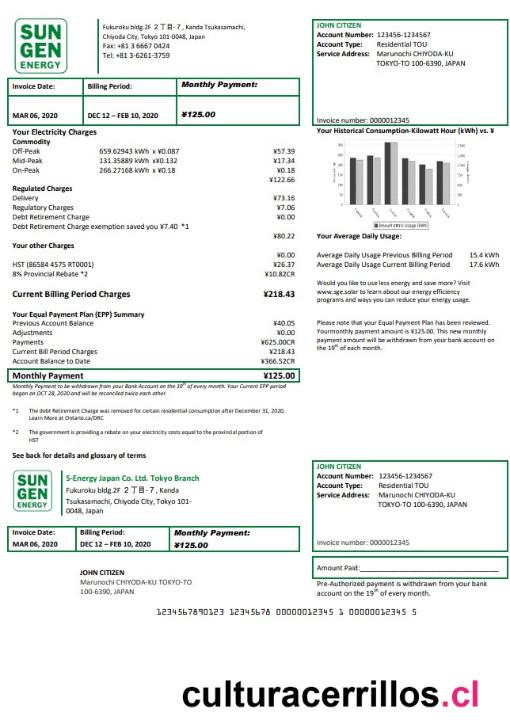 SUN
GEN
ENERGY
Fukuroku bldg.2F 2丁目-7, Kanda Tsukasamachi,
Chiyoda City, Tokyo 101-0048, Japan
Fax: +81 3 6667 0424
Tel: +81 3-6261-3759
JOHN CITIZEN
Account Number: 123456-1234567
Account Type: Residential TOU
Service Address: Marunochi CHIYODA-KU
TOKYO-TO 100-6390, JAPAN
Invoice number: 0000012345
Invoice Date: Billing Period: Monthly Payment:
MAR 06, 2020 DEC 12 – FEB 10, 2020 ¥125.00
Your Electricity Charges
Commodity
Off-Peak 659.62943 kWh x ¥0.087 ¥57.39
Mid-Peak 131.35889 kWh x¥0.132 ¥17.34
On-Peak 266.27168 kWh x ¥0.18 ¥0.18
¥122.66
Regulated Charges
Delivery ¥73.16
Regulatory Charges ¥7.06
Debt Retirement Charge ¥0.00
Debt Retirement Charge exemption saved you ¥7.40 *1
¥80.22
Your other Charges
¥0.00
HST (86584 4575 RT0001) ¥26.37
8% Provincial Rebate *2 ¥10.82CR
Current Billing Period Charges ¥218.43
Your Equal Payment Plan (EPP) Summary
Previous Account Balance ¥40.05
Adjustments ¥0.00
Payments ¥625.00CR
Current Bill Period Charges ¥218.43
Account Balance to Date ¥366.52CR
Monthly Payment ¥125.00
Monthly Payment to be withdrawn from your Bank Account on the 19th of every month. Your Current EPP period
began on OCT 28, 2020 and will be reconciled twice each other.
*1 The debt Retirement Charge was removed for certain residential consumption after December 31, 2020.
Learn More at Ontario.ca/DRC
*2 The government is providing a rebate on your electricity costs equal to the provincial portion of
HST
See back for details and glossary of terms
Your Historical Consumption-Kilowatt Hour (kWh) vs. ¥
Your Average Daily Usage:
Average Daily Usage Previous Billing Period 15.4 kWh
Average Daily Usage Current Billing Period 17.6 kWh
Would you like to use less energy and save more? Visit
www.sge.solar to learn about our energy efficiency
programs and ways you can reduce your energy usage.
Please note that your Equal Payment Plan has been reviewed.
Yourmonthly payment amount is ¥125.00. This new monthly
payment amount will be withdrawn from your bank account on
the 19th of each month.
SUN
GEN
ENERGY
S-Energy Japan Co. Ltd. Tokyo Branch
Fukuroku bldg.2F 2丁目-7, Kanda
Tsukasamachi, Chiyoda City, Tokyo 101-
0048, Japan
JOHN CITIZEN
Account Number: 123456-1234567
Account Type: Residential TOU
Service Address: Marunochi CHIYODA-KU
TOKYO-TO 100-6390, JAPAN
Invoice number: 0000012345
Invoice Date: Billing Period: Monthly Payment:
MAR 06, 2020 DEC 12 – FEB 10, 2020 ¥125.00
Amount Paid:
JOHN CITIZEN
Marunochi CHIYODA-KU TOKYO-TO
100-6390, JAPAN
Pre-Authorized payment is withdrawn from your bank
account on the 19th of every month.
1234567890123 12345678 00000012345 1 00000012345 5
culturacerrillos.cl